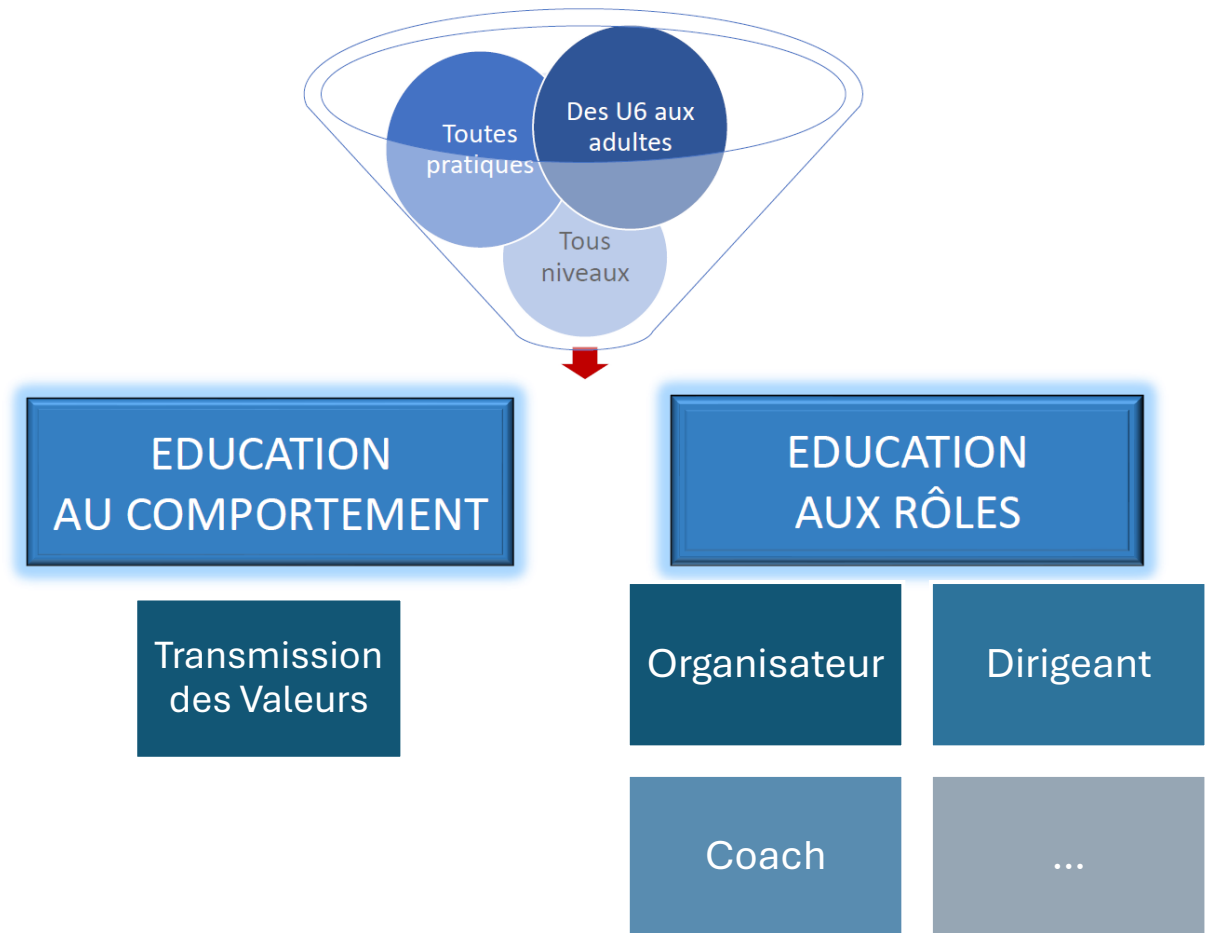 Des U6 aux
adultes
Toutes
pratiques
Tous
niveaux
EDUCATION
AU COMPORTEMENT
EDUCATION
AUX RÔLES
Transmission
des Valeurs
Organisateur
Dirigeant
Coach
...